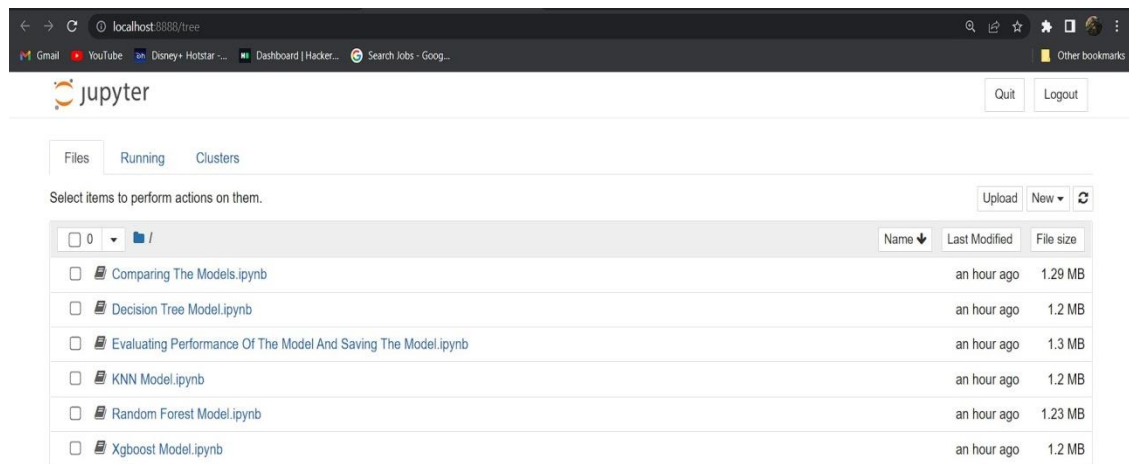 localhost:8888/tree
Gmail YouTube Disney+ Hotstar -... Dashboard | Hacker... Search Jobs - Goog... Other bookmarks
jupyter Quit Logout
Files Running Clusters
Select items to perform actions on them. Upload New
0 / Name Last Modified File size
Comparing The Models.ipynb an hour ago 1.29 MB
Decision Tree Model.ipynb an hour ago 1.2 MB
Evaluating Performance Of The Model And Saving The Model.ipynb an hour ago 1.3 MB
KNN Model.ipynb an hour ago 1.2 MB
Random Forest Model.ipynb an hour ago 1.23 MB
Xgboost Model.ipynb an hour ago 1.2 MB